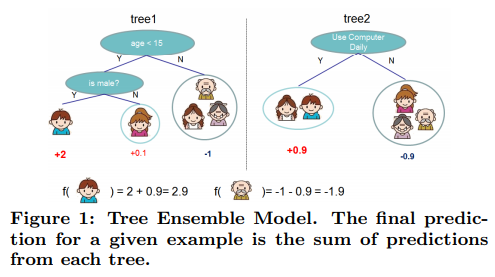 tree1
tree2
age < 15
Use Computer
Daily
Y
N
Y
N
is male?
Y
N
+2
+0.1
-1
+0.9
-0.9
f( ) = 2 + 0.9= 2.9
f( )= -1 - 0.9 = -1.9
Figure 1: Tree Ensemble Model. The final predic-
tion for a given example is the sum of predictions
from each tree.